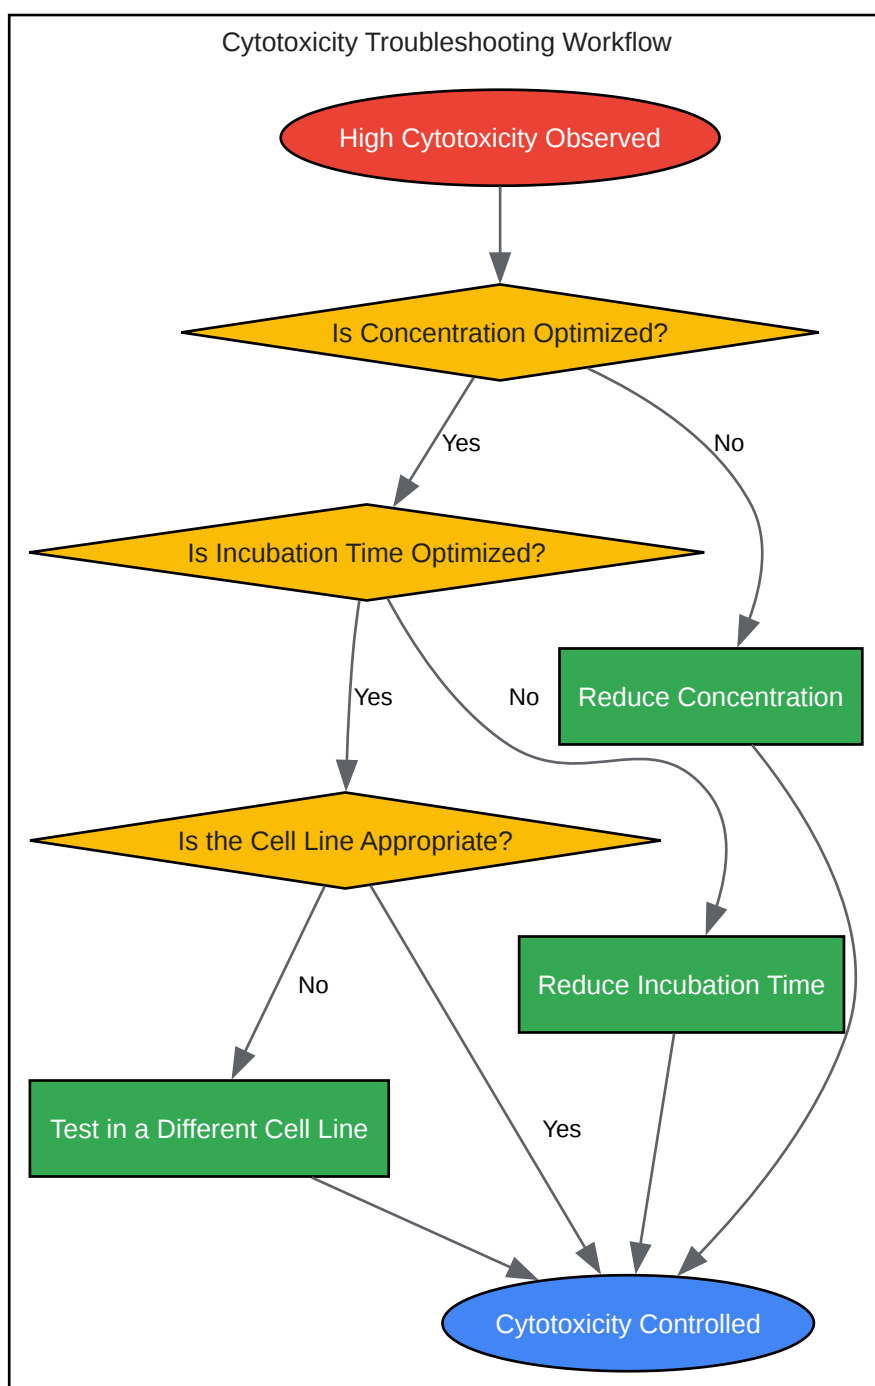 Cytotoxicity Troubleshooting Workflow
High Cytotoxicity Observed
Is Concentration Optimized?
Yes
No
Is Incubation Time Optimized?
Yes
No
Reduce Concentration
Is the Cell Line Appropriate?
No
Reduce Incubation Time
Test in a Different Cell Line
Yes
Cytotoxicity Controlled